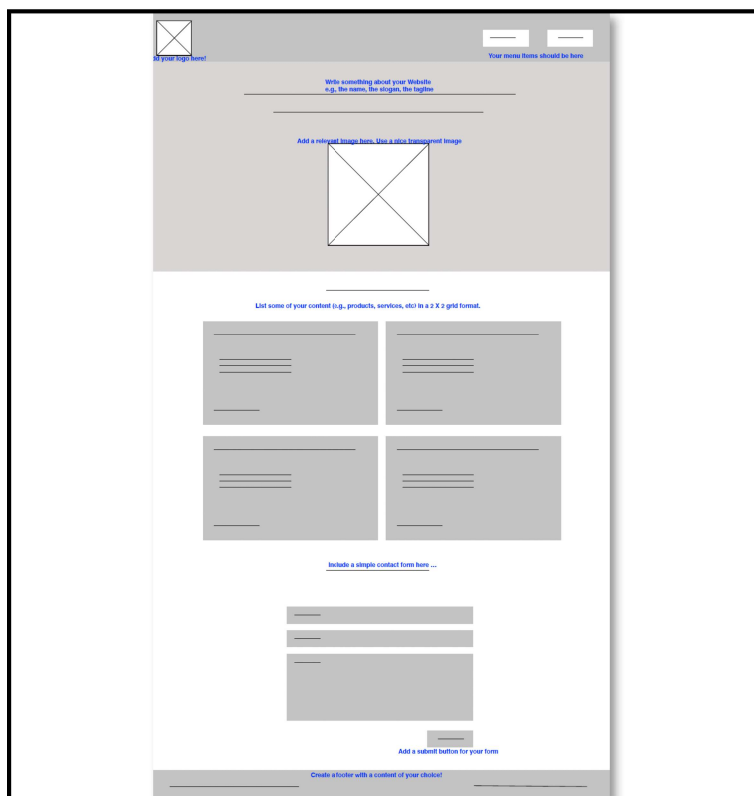 dd your logo here!
Your menu items should be here
Write something about your Website
e.g, the name, the slogan, the tagline
Add a relevant image here. Use a nice transparent image
List some of your content (e.g., products, services, etc) in a 2 X 2 grid format.
Include a simple contact form here ...
Add a submit button for your form
Create a footer with a content of your choice!